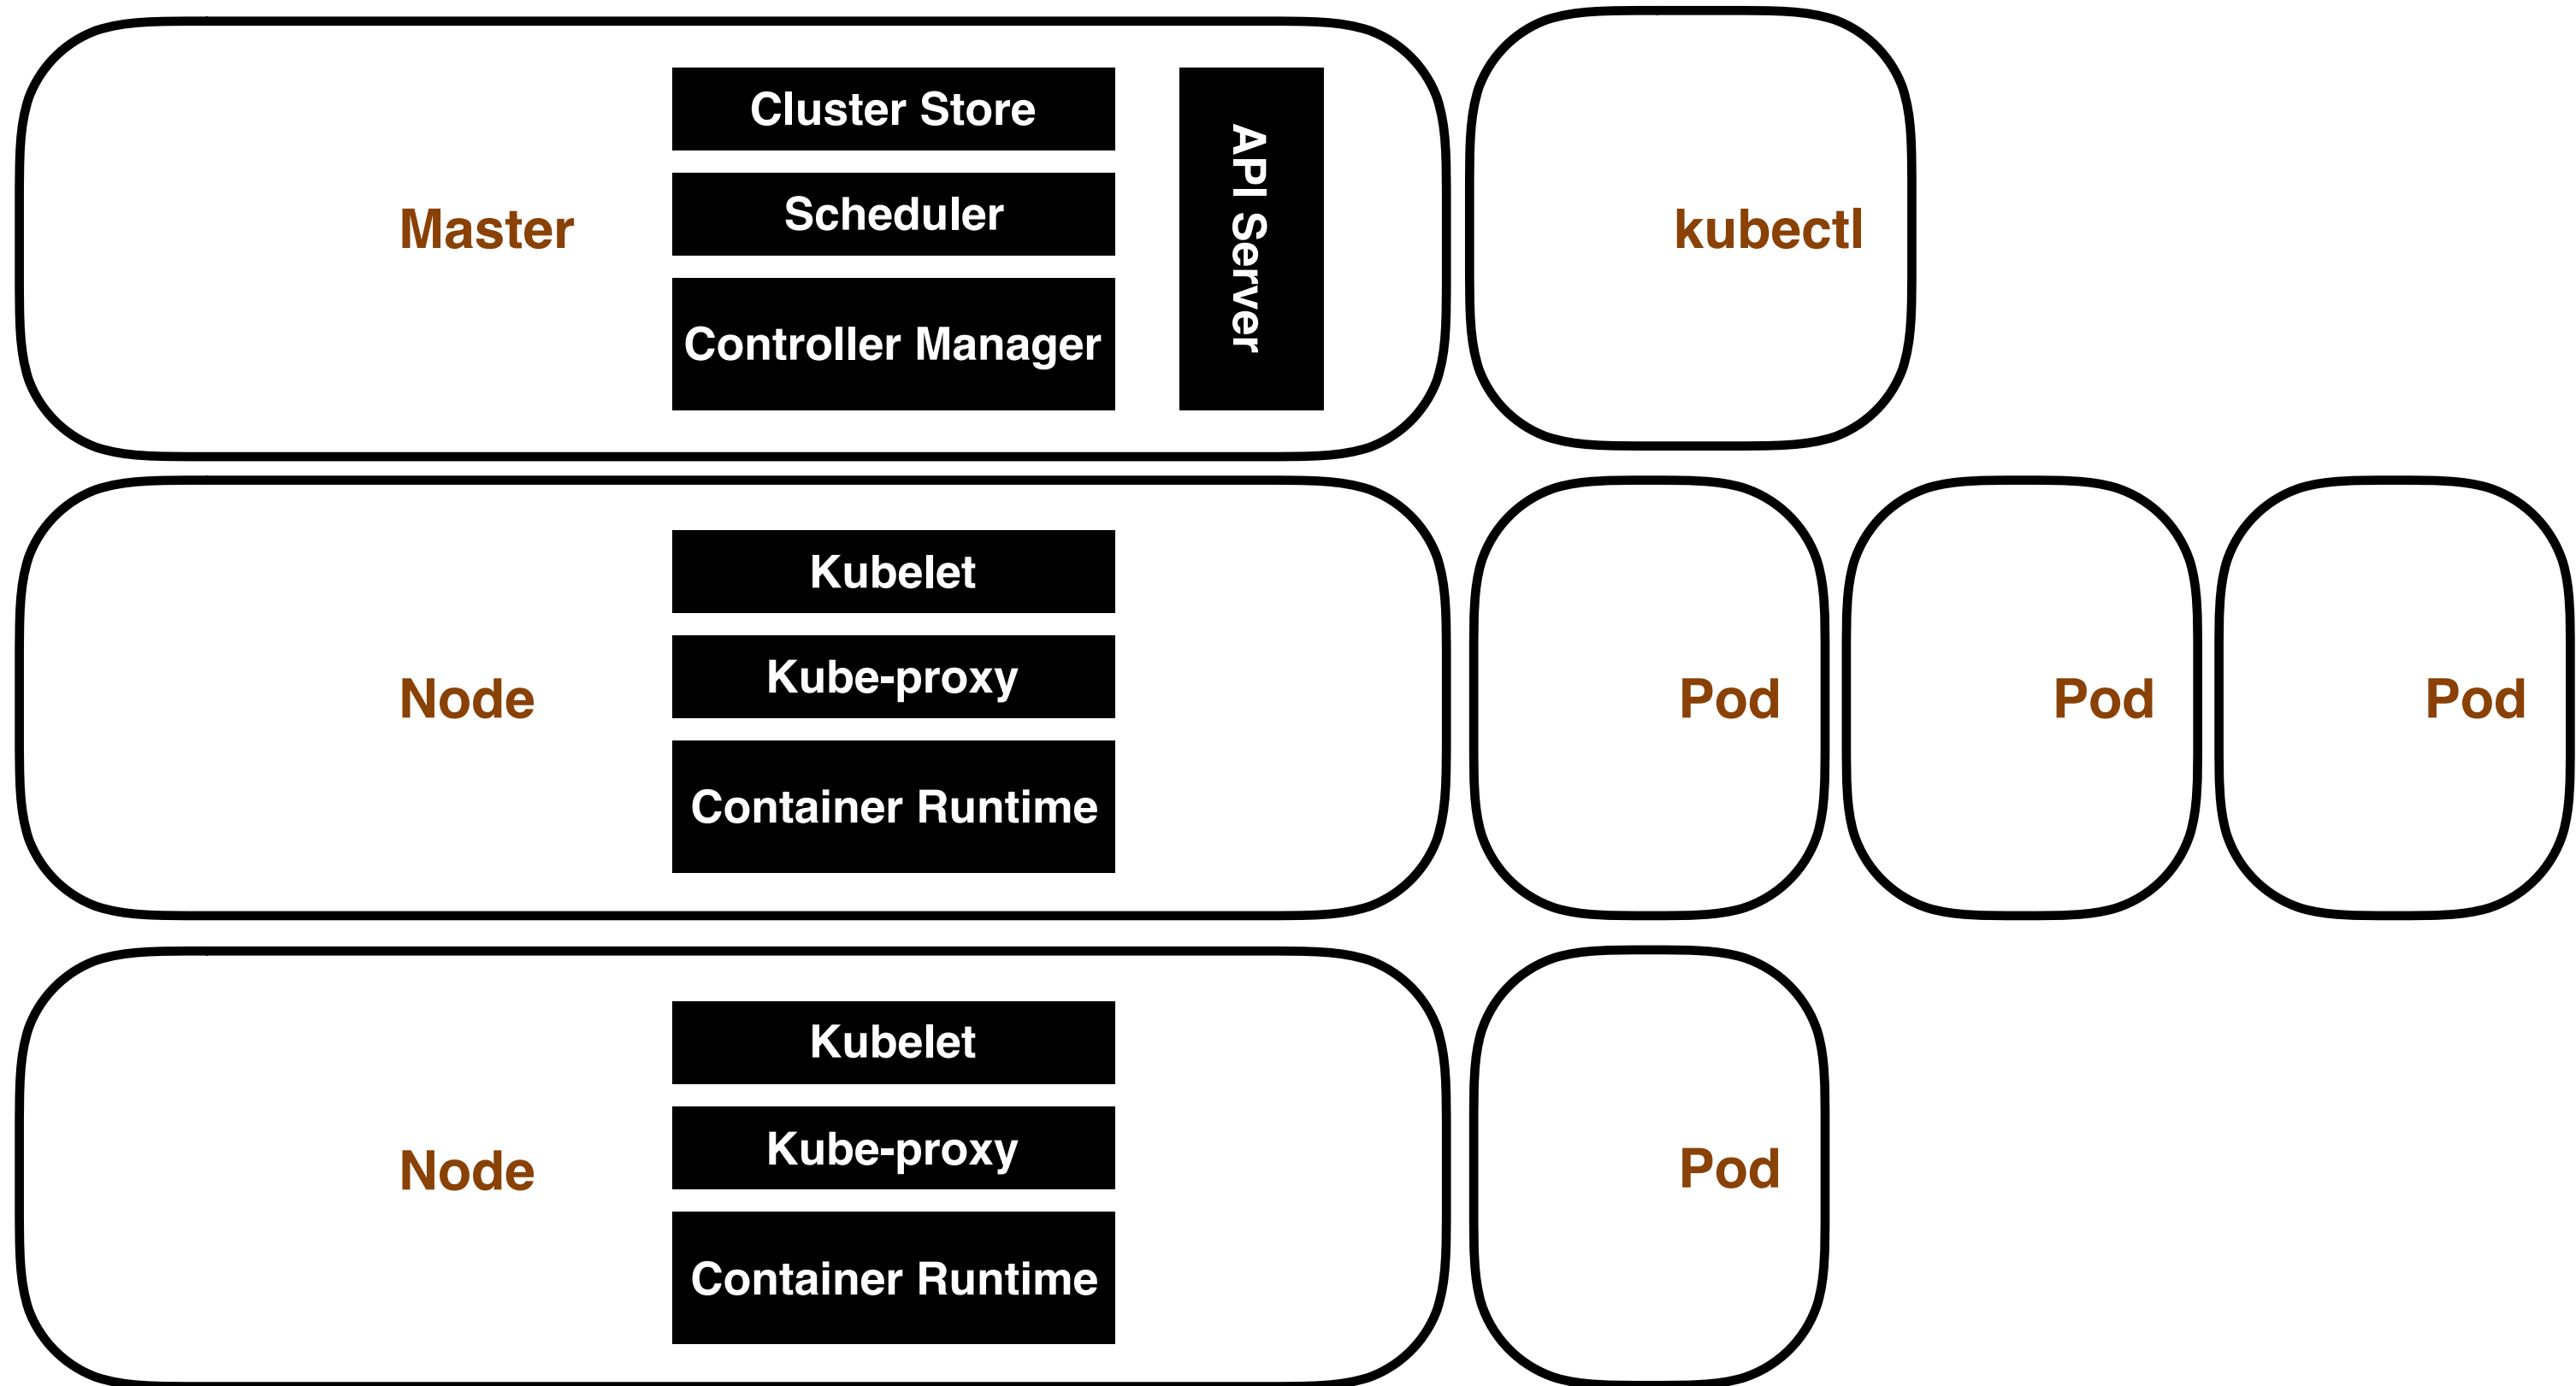 Master
Cluster Store
Scheduler
Controller Manager
API Server
kubectl
Node
Kubelet
Kube-proxy
Container Runtime
Pod
Pod
Pod
Node
Kubelet
Kube-proxy
Container Runtime
Pod